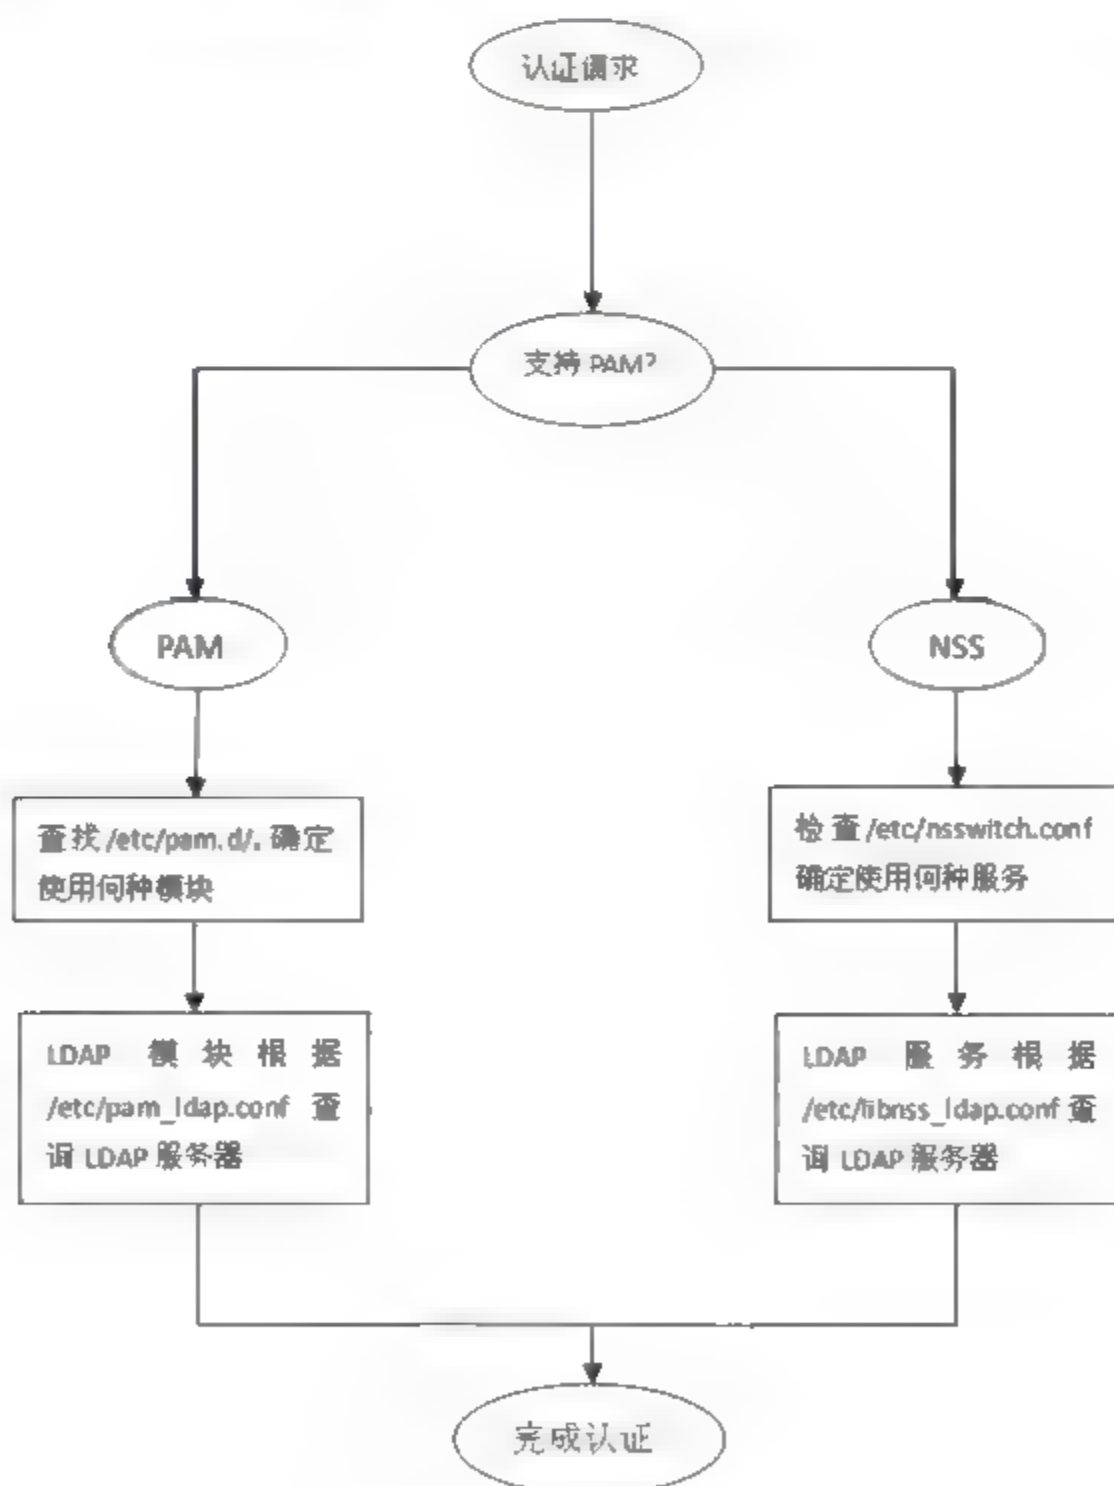 认证请求
支持 PAM?
PAM
NSS
查找/etc/pam.d/, 确定
使用何种模块
检查/etc/nsswitch.conf
确定使用何种服务
LDAP 模块根据
/etc/pam_ldap.conf 查
询 LDAP 服务器
LDAP 服务根据
/etc/libnss_ldap.conf 查
询 LDAP 服务器
完成认证